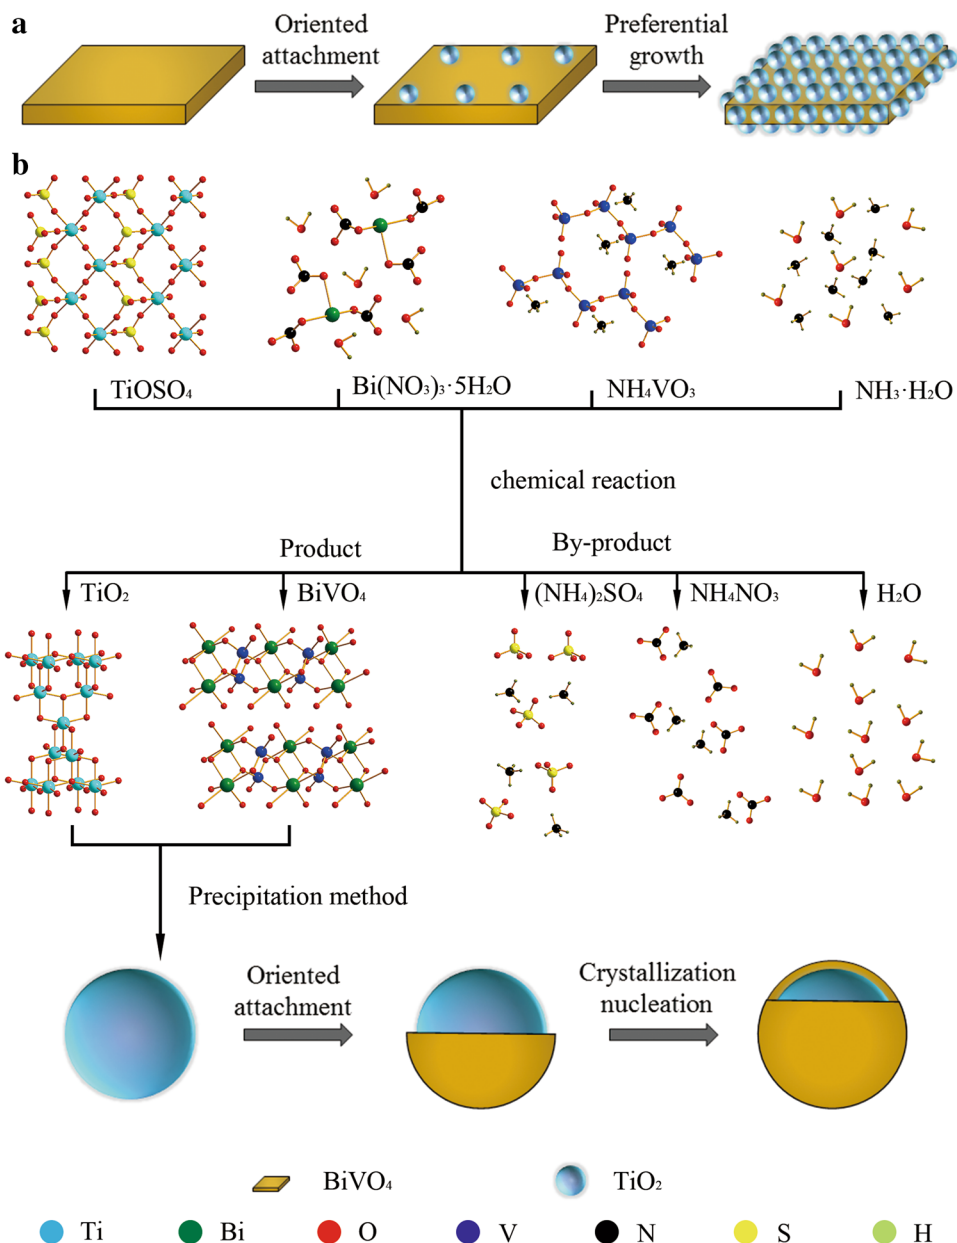 a
Oriented
attachment
Preferential
growth
b
TiOSO₄
Bi(NO₃)₃·5H₂O
NH₄VO₃
NH₃·H₂O
chemical reaction
Product
By-product
TiO₂
BiVO₄
(NH₄)₂SO₄
NH₄NO₃
H₂O
Precipitation method
Oriented
attachment
Crystallization
nucleation
BiVO₄
TiO₂
Ti
Bi
O
V
N
S
H